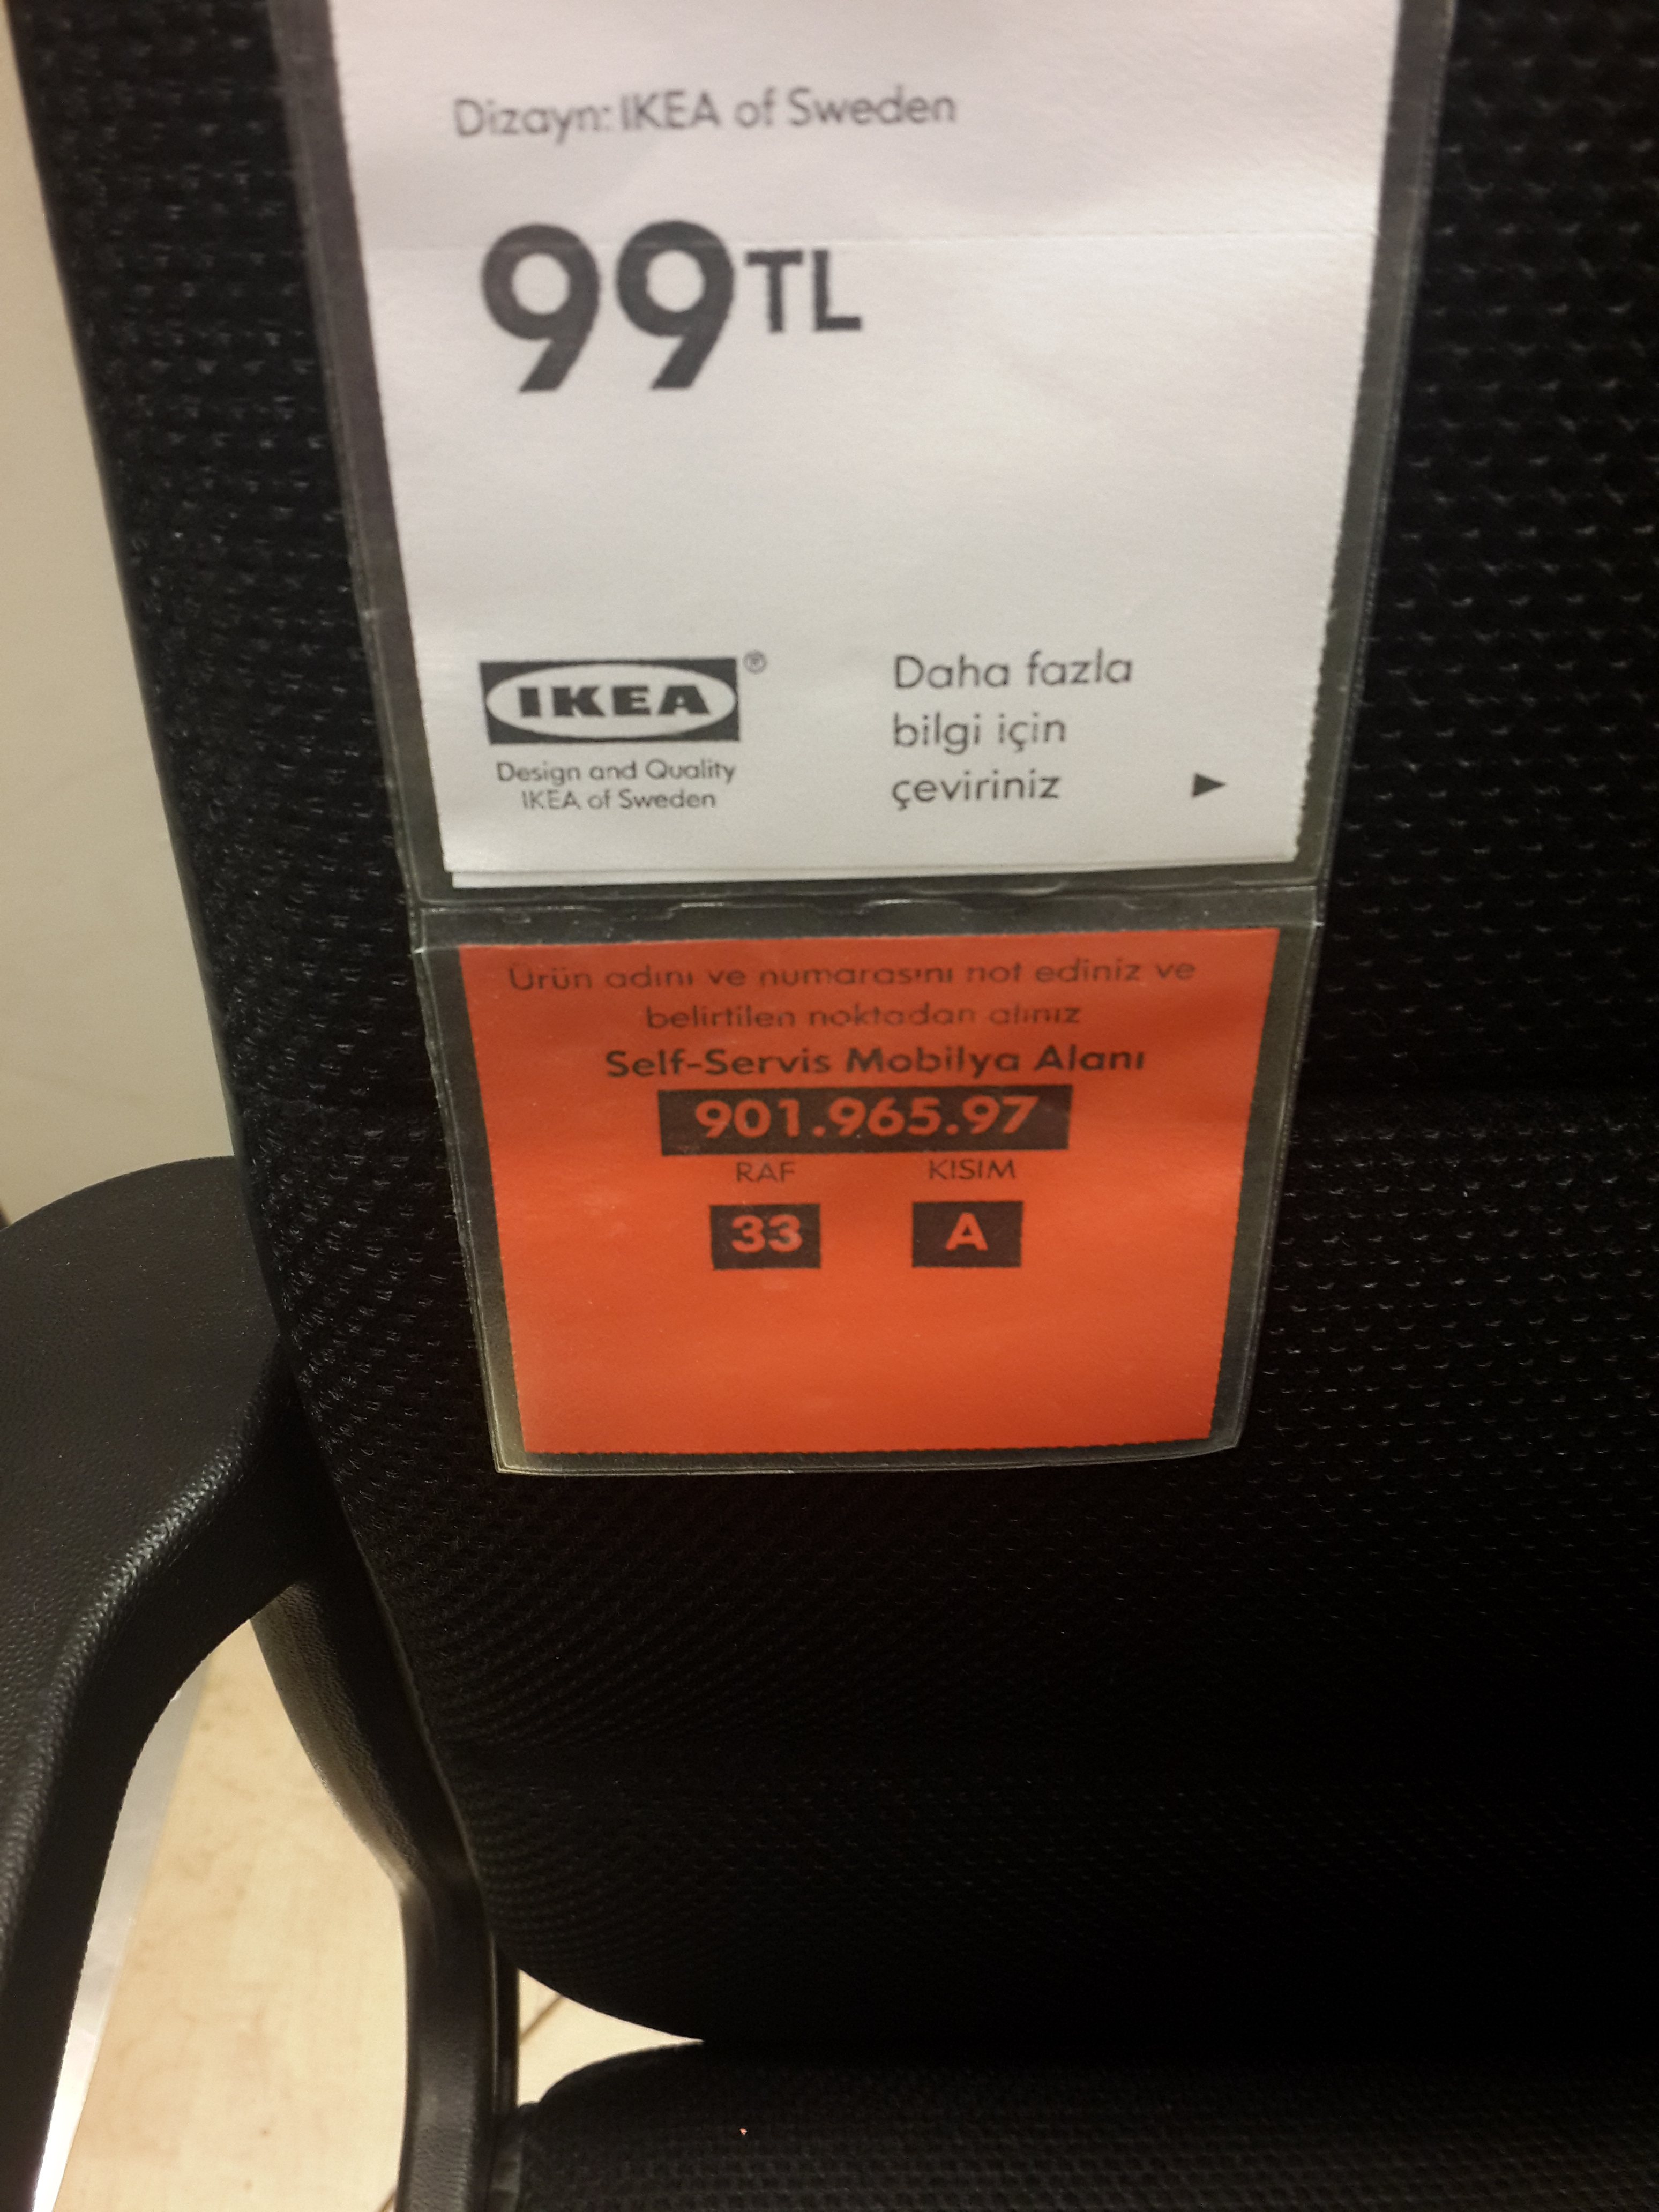 Dizayn: IKEA of Sweden
99TL
IKEA®
Design and Quality
IKEA of Sweden
Daha fazla
bilgi için
çeviriniz
Ürün adını ve numarasını not ediniz ve
belirtilen noktadan alınız
Self-Servis Mobilya Alanı
901.965.97
RAF KISIM
33 A